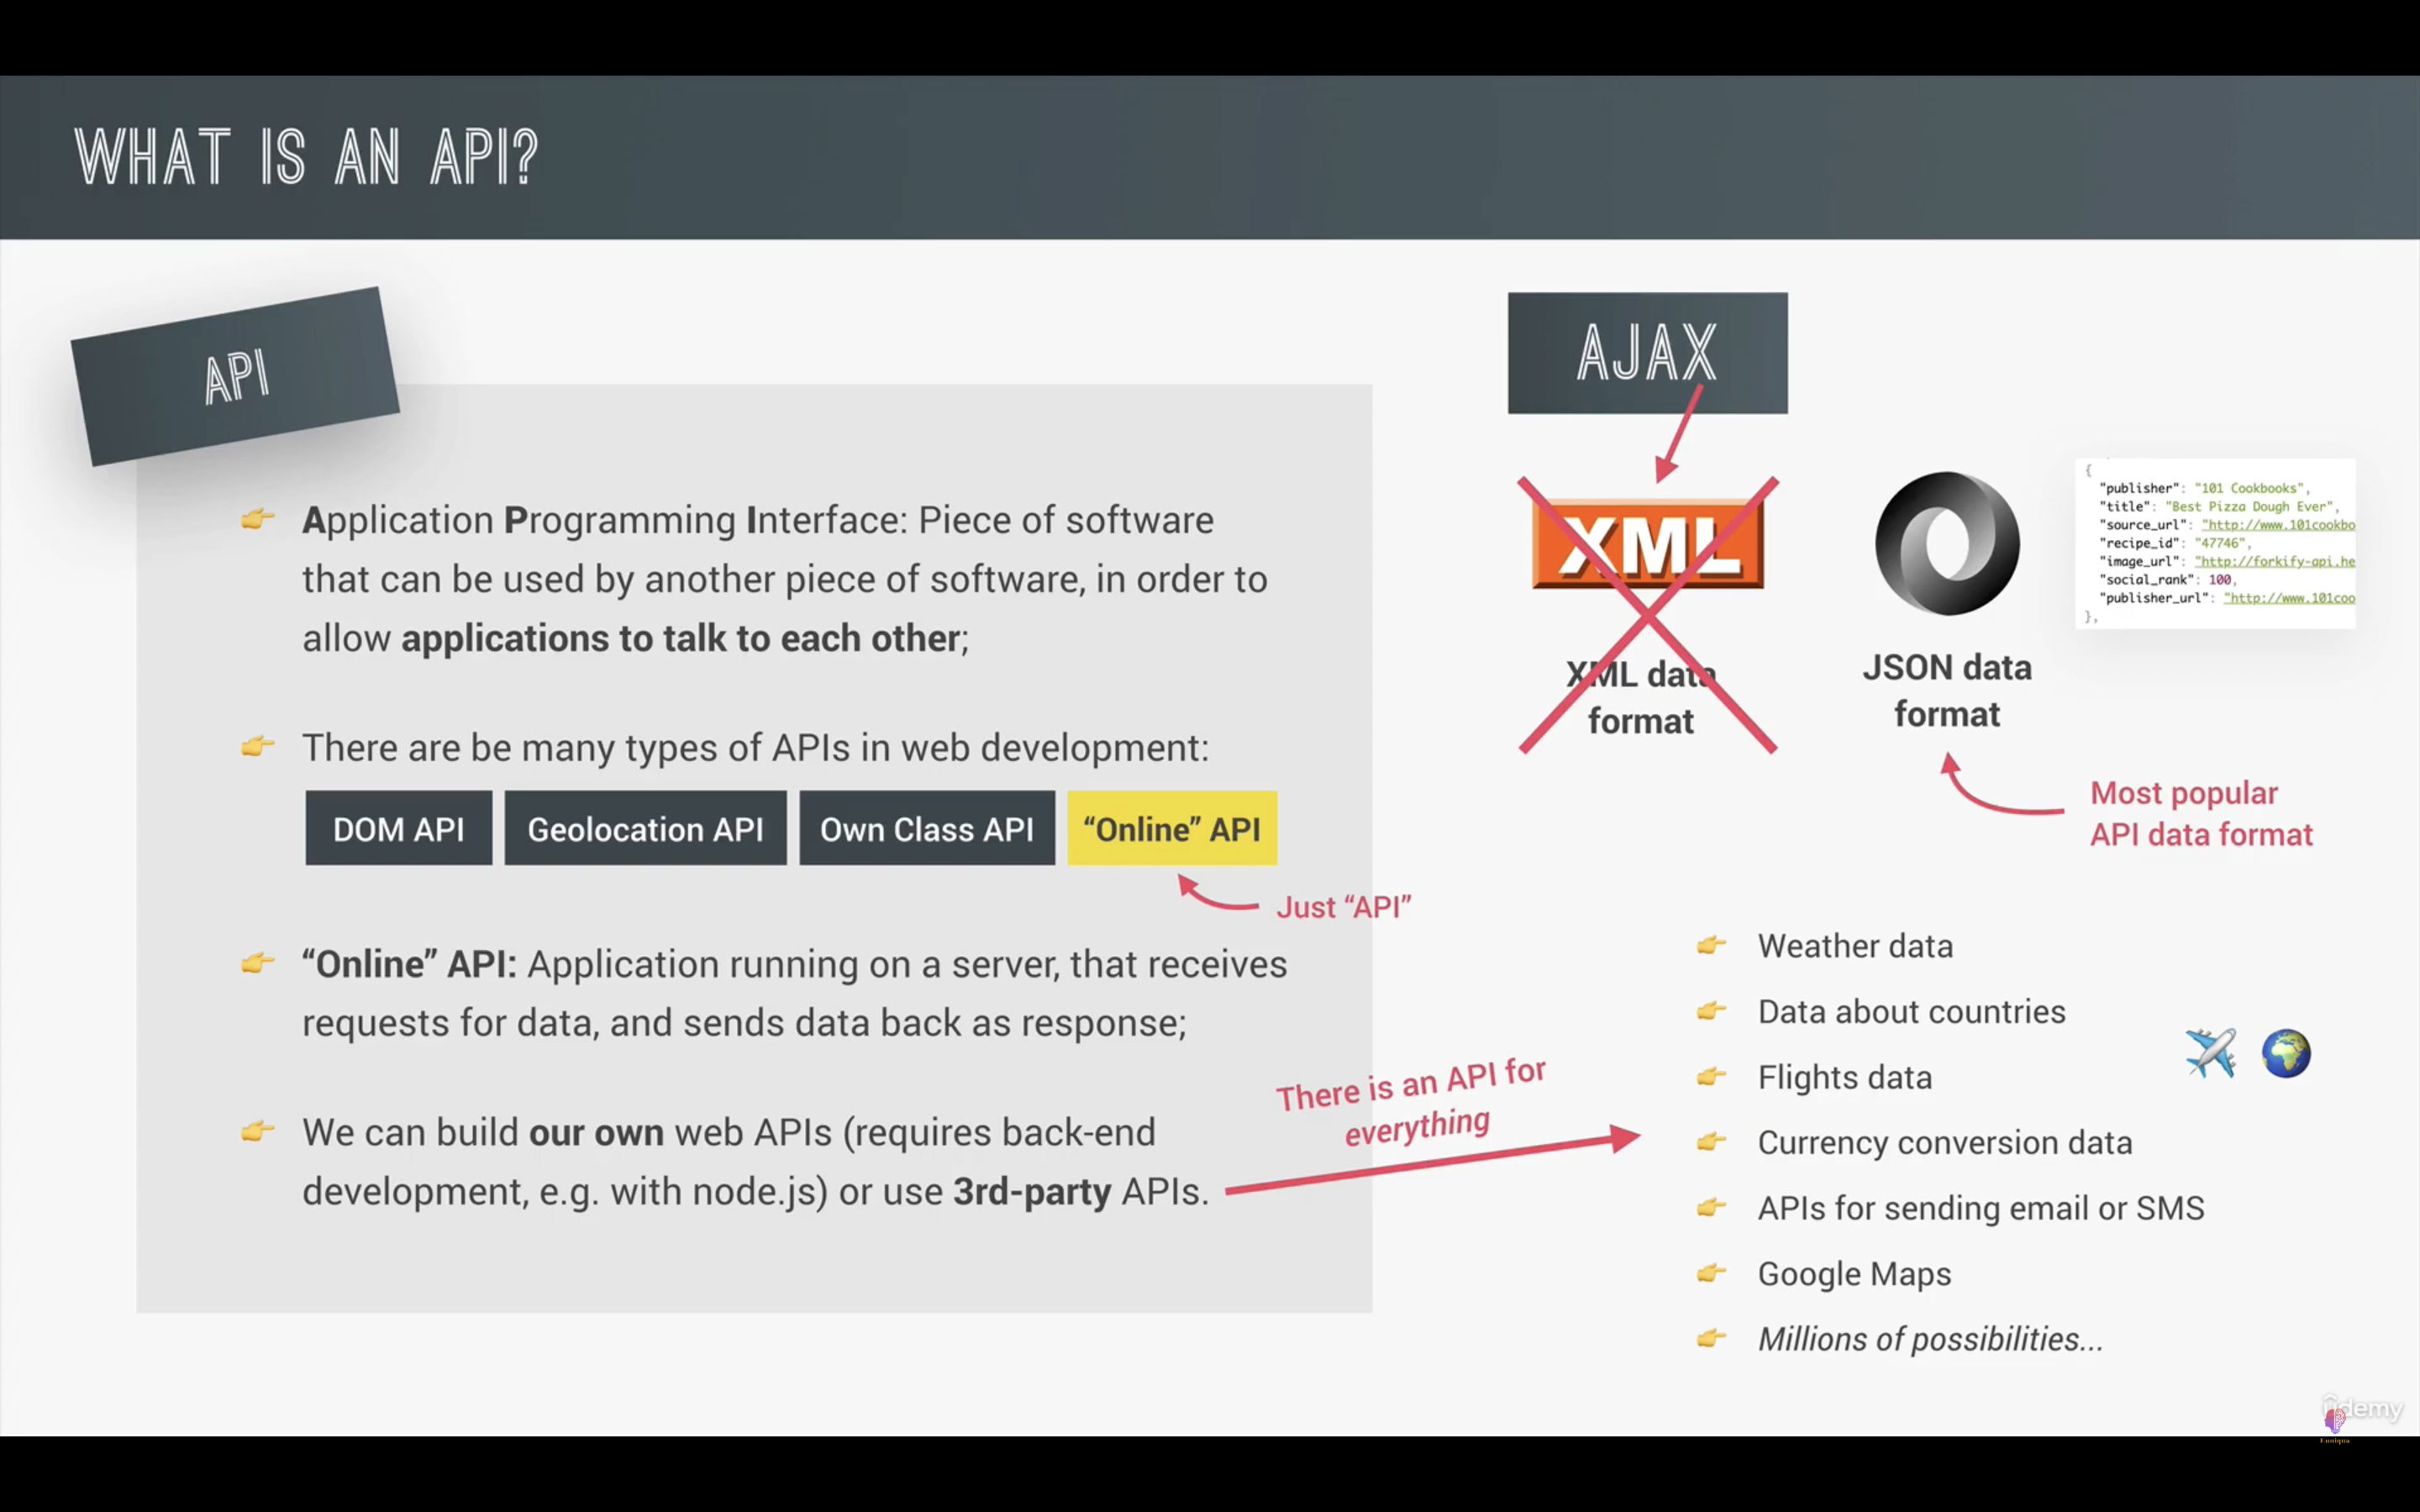 WHAT IS AN API?
API
Application Programming Interface: Piece of software
that can be used by another piece of software, in order to
allow applications to talk to each other;
There are be many types of APIs in web development:
DOM API
Geolocation API
Own Class API
“Online” API
Just “API”
“Online” API: Application running on a server, that receives
requests for data, and sends data back as response;
We can build our own web APIs (requires back-end
development, e.g. with node.js) or use 3rd-party APIs.
There is an API for
everything
AJAX
XML
XML data
format
JSON data
format
{
"publisher": "101 Cookbooks",
"title": "Best Pizza Dough Ever",
"source_url": "http://www.101cookbo
"recipe_id": "47746",
"image_url": "http://forkify-api.he
"social_rank": 100,
"publisher_url": "http://www.101coo
},
Most popular
API data format
Weather data
Data about countries
Flights data
Currency conversion data
APIs for sending email or SMS
Google Maps
Millions of possibilities...
ûdemy